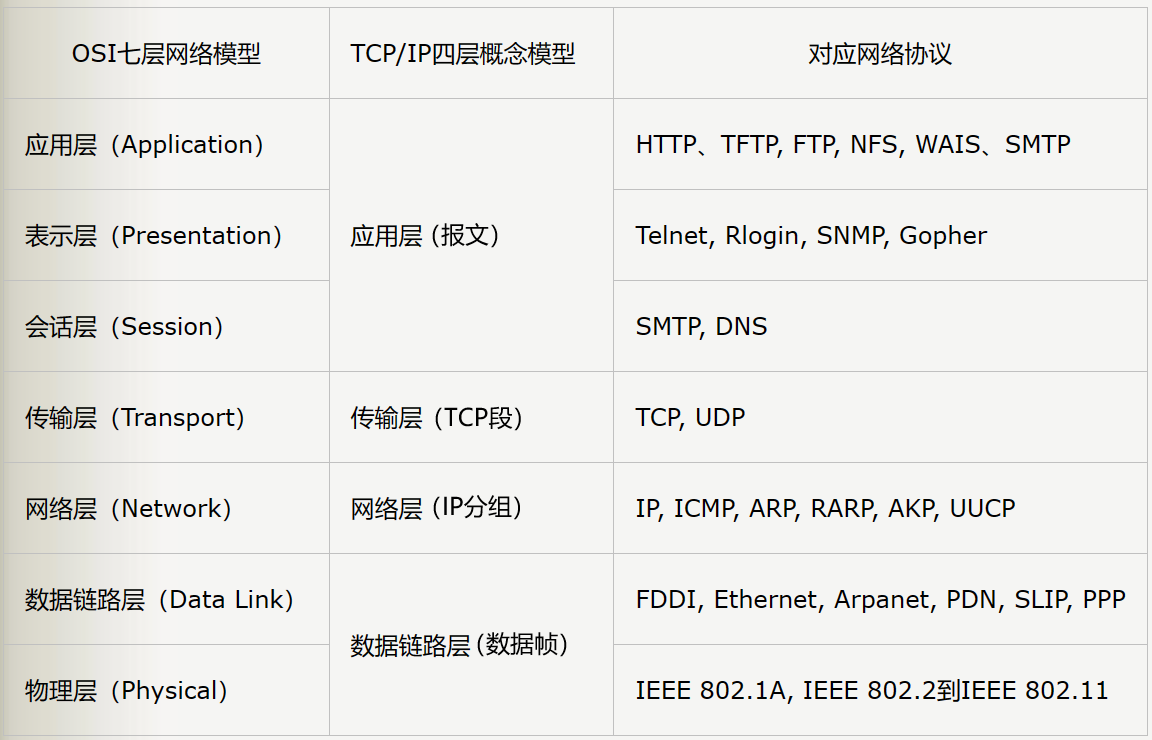 OSI七层网络模型
TCP/IP四层概念模型
对应网络协议
应用层（Application）
HTTP、TFTP, FTP, NFS, WAIS、SMTP
表示层（Presentation）
应用层 (报文）
Telnet, Rlogin, SNMP, Gopher
会话层（Session）
SMTP, DNS
传输层（Transport）
传输层（TCP段）
TCP, UDP
网络层（Network）
网络层 (IP分组）
IP, ICMP, ARP, RARP, AKP, UUCP
数据链路层（Data Link）
FDDI, Ethernet, Arpanet, PDN, SLIP, PPP
数据链路层 (数据帧）
物理层（Physical）
IEEE 802.1A, IEEE 802.2到IEEE 802.11